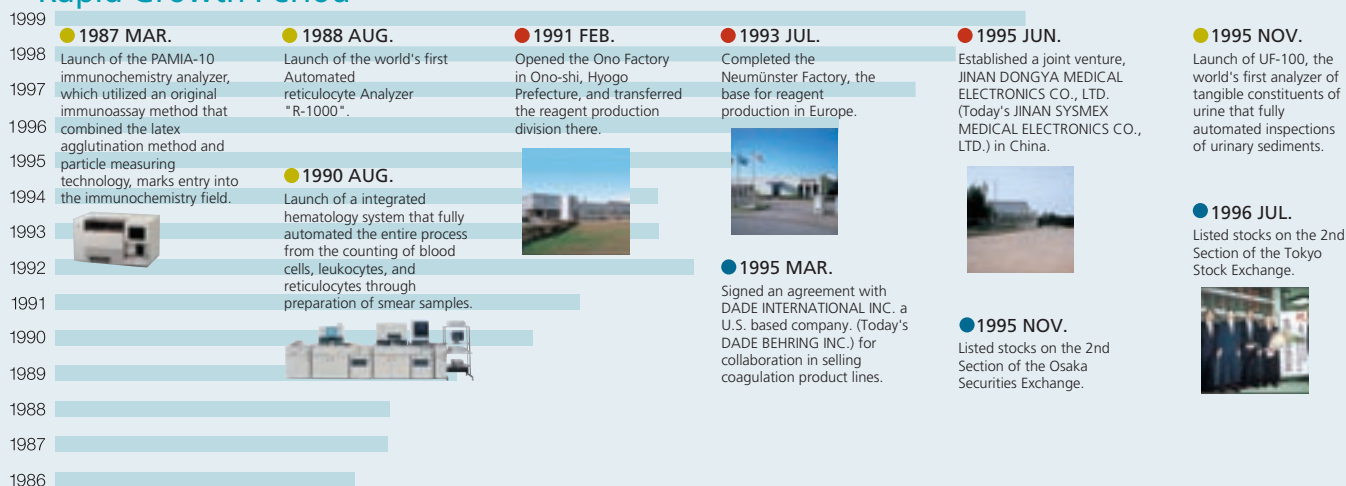 Rapid Growth Period
1999
1998
1997
1996
1995
1994
1993
1992
1991
1990
1989
1988
1987
1986
1987 MAR.
Launch of the PAMIA-10
immunochemistry analyzer,
which utilized an original
immunoassay method that
combined the latex
agglutination method and
particle measuring
technology, marks entry into
the immunochemistry field.
1988 AUG.
Launch of the world's first
Automated
reticulocyte Analyzer
"R-1000".
1990 AUG.
Launch of a integrated
hematology system that fully
automated the entire process
from the counting of blood
cells, leukocytes, and
reticulocytes through
preparation of smear samples.
1991 FEB.
Opened the Ono Factory
in Ono-shi, Hyogo
Prefecture, and transferred
the reagent production
division there.
1993 JUL.
Completed the
Neumünster Factory, the
base for reagent
production in Europe.
1995 MAR.
Signed an agreement with
DADE INTERNATIONAL INC. a
U.S. based company. (Today's
DADE BEHRING INC.) for
collaboration in selling
coagulation product lines.
1995 JUN.
Established a joint venture,
JINAN DONGYA MEDICAL
ELECTRONICS CO., LTD.
(Today's JINAN SYSMEX
MEDICAL ELECTRONICS CO.,
LTD.) in China.
1995 NOV.
Listed stocks on the 2nd
Section of the Osaka
Securities Exchange.
1995 NOV.
Launch of UF-100, the
world's first analyzer of
tangible constituents of
urine that fully
automated inspections
of urinary sediments.
1996 JUL.
Listed stocks on the 2nd
Section of the Tokyo
Stock Exchange.